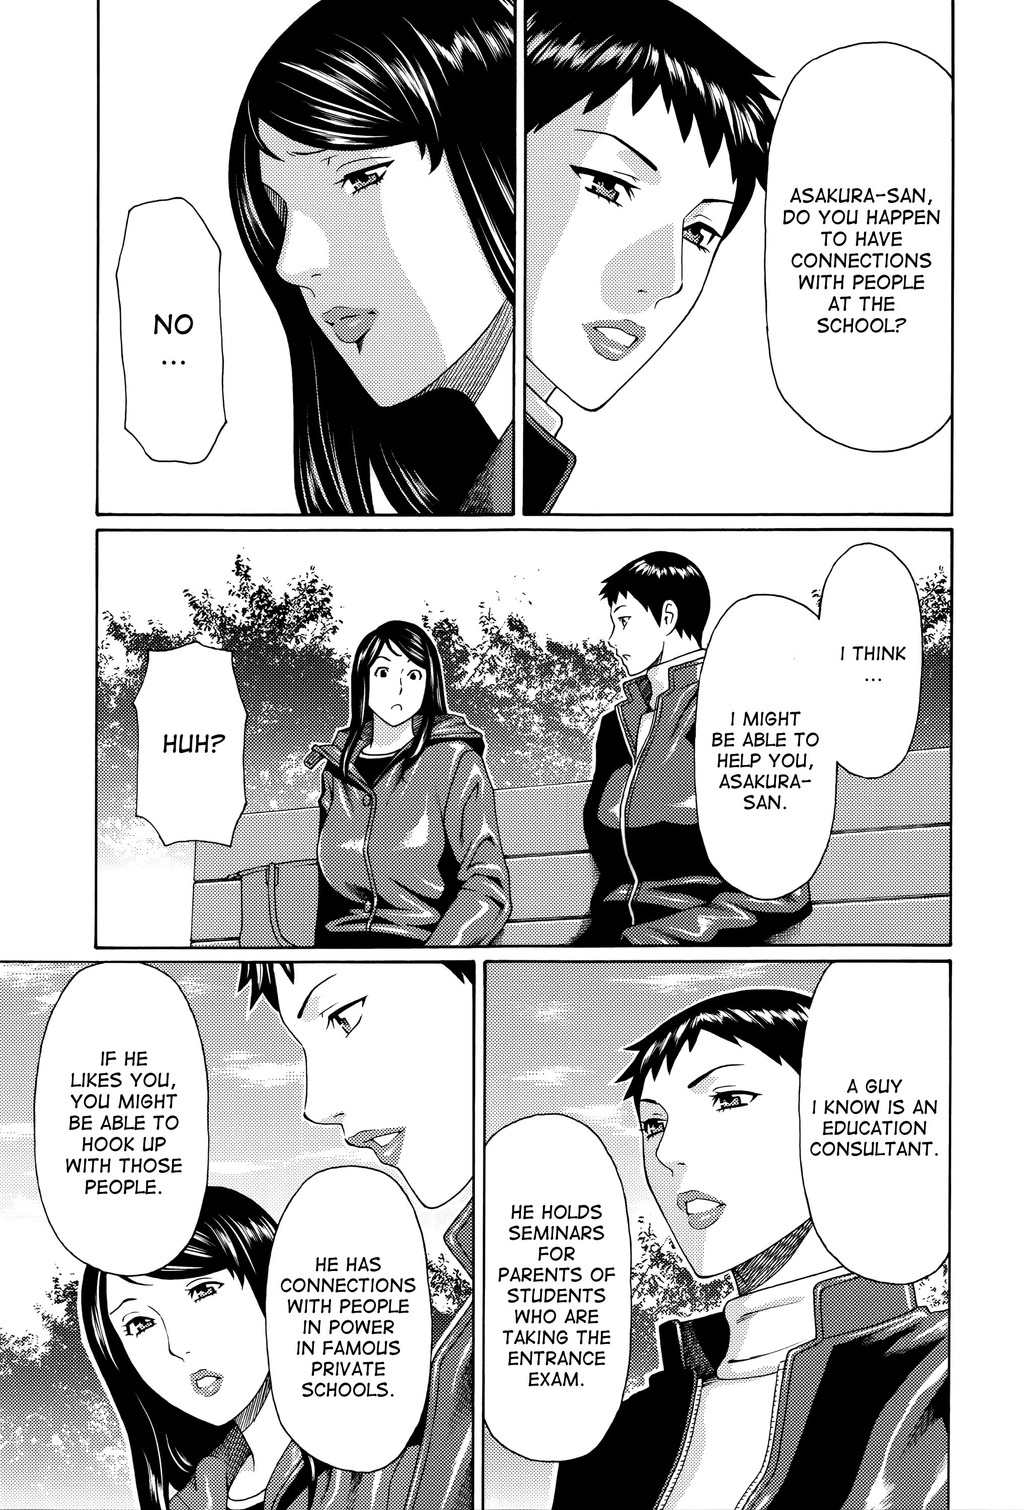 ASAKURA-SAN,
DO YOU HAPPEN
TO HAVE
CONNECTIONS
WITH PEOPLE
AT THE
SCHOOL?
NO
...
I THINK
...
I MIGHT
BE ABLE TO
HELP YOU,
ASAKURA-
SAN.
HUH?
A GUY
I KNOW IS AN
EDUCATION
CONSULTANT.
HE HOLDS
SEMINARS
FOR
PARENTS OF
STUDENTS
WHO ARE
TAKING THE
ENTRANCE
EXAM.
HE HAS
CONNECTIONS
WITH PEOPLE
IN POWER
IN FAMOUS
PRIVATE
SCHOOLS.
IF HE
LIKES YOU,
YOU MIGHT
BE ABLE TO
HOOK UP
WITH THOSE
PEOPLE.